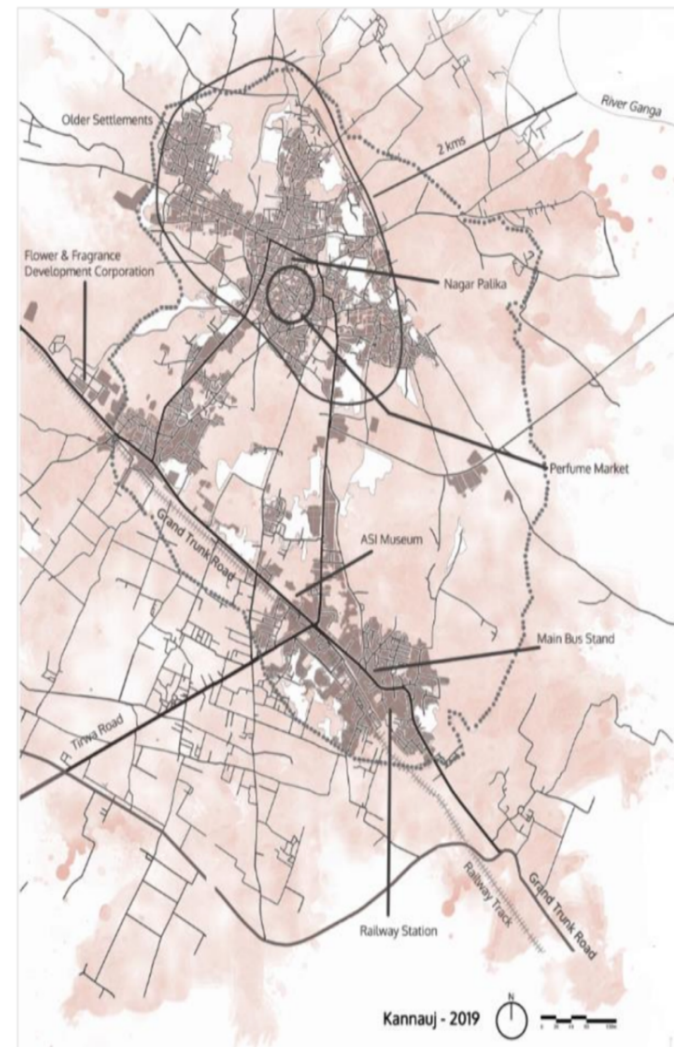 River Ganga
Older Settlements
2 kms
Flower & Fragrance
Development Corporation
Nagar Palika
Perfume Market
Grand Trunk Road
ASI Museum
Main Bus Stand
Tirwa Road
Railway Track
Grand Trunk Road
Railway Station
N
Kannauj - 2019